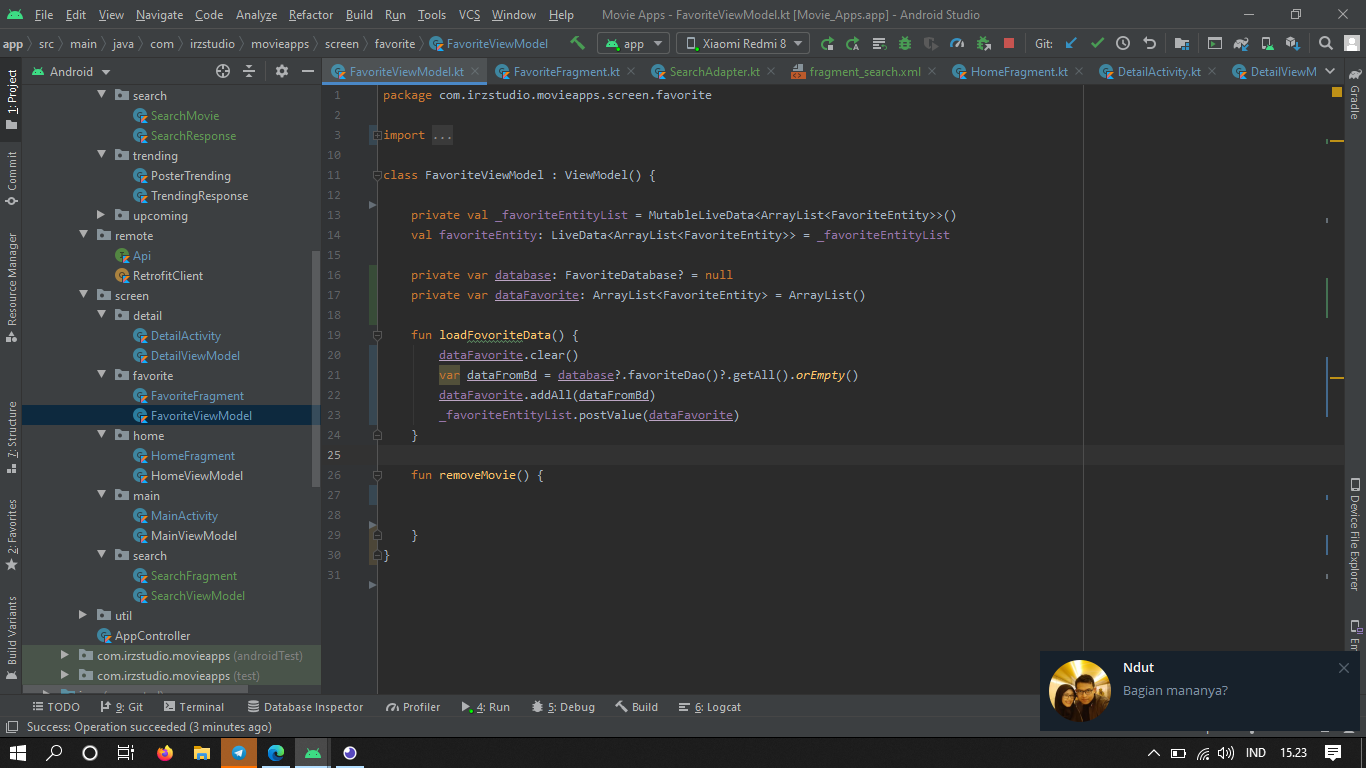 File Edit View Navigate Code Analyze Refactor Build Run Tools VCS Window Help Movie Apps - FavoriteViewModel.kt [Movie_Apps.app] - Android Studio
app src main java com irzstudio movieapps screen favorite FavoriteViewModel app Xiaomi Redmi 8 Git:
Android FavoriteViewModel.kt FavoriteFragment.kt SearchAdapter.kt fragment_search.xml HomeFragment.kt DetailActivity.kt DetailViewM
1: Project
Commit
Resource Manager
7: Structure
2: Favorites
Build Variants
search
SearchMovie
SearchResponse
trending
PosterTrending
TrendingResponse
upcoming
remote
Api
RetrofitClient
screen
detail
DetailActivity
DetailViewModel
favorite
FavoriteFragment
FavoriteViewModel
home
HomeFragment
HomeViewModel
main
MainActivity
MainViewModel
search
SearchFragment
SearchViewModel
util
AppController
com.irzstudio.movieapps (androidTest)
com.irzstudio.movieapps (test)
1 package com.irzstudio.movieapps.screen.favorite
2
3 import ...
10
11 class FavoriteViewModel : ViewModel() {
12
13 private val _favoriteEntityList = MutableLiveData<ArrayList<FavoriteEntity>>()
14 val favoriteEntity: LiveData<ArrayList<FavoriteEntity>> = _favoriteEntityList
15
16 private var database: FavoriteDatabase? = null
17 private var dataFavorite: ArrayList<FavoriteEntity> = ArrayList()
18
19 fun loadFovoriteData() {
20 dataFavorite.clear()
21 var dataFromBd = database?.favoriteDao()?.getAll().orEmpty()
22 dataFavorite.addAll(dataFromBd)
23 _favoriteEntityList.postValue(dataFavorite)
24 }
25
26 fun removeMovie() {
27
28
29 }
30 }
31
Gradle
Device File Explorer
Em
Ndut
Bagian mananya?
TODO 9: Git Terminal Database Inspector Profiler 4: Run 5: Debug Build 6: Logcat
Success: Operation succeeded (3 minutes ago)
IND 15.23